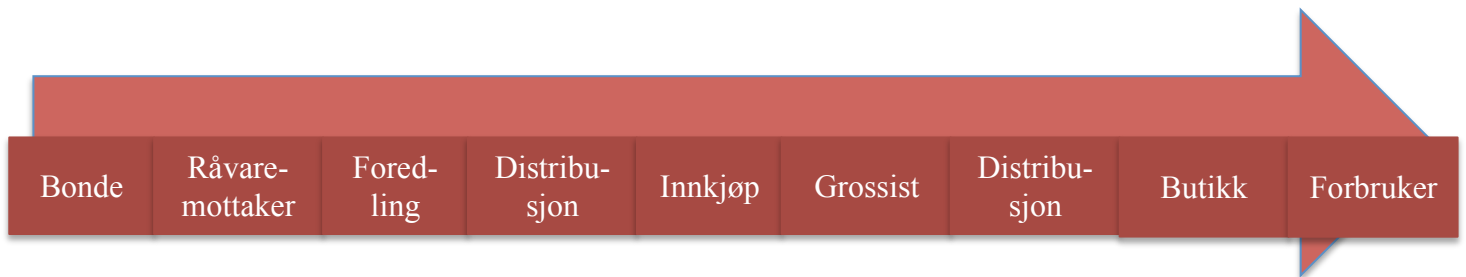 Bonde
Råvare-
mottaker
Fored-
ling
Distribu-
sjon
Innkjøp
Grossist
Distribu-
sjon
Butikk
Forbruker